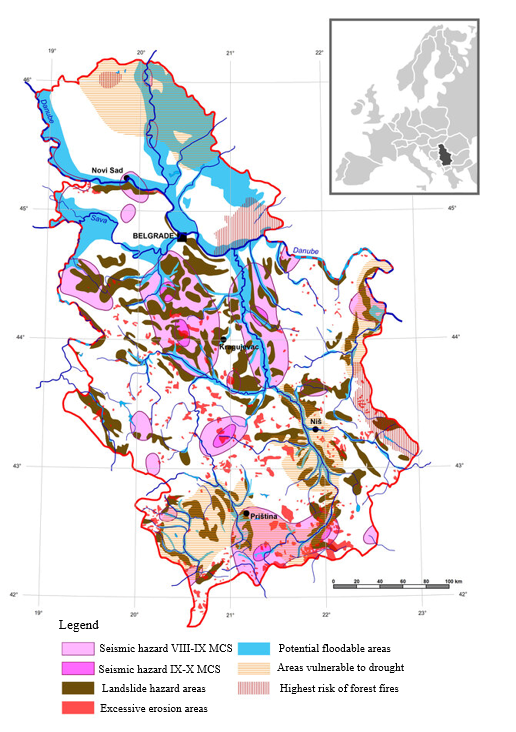 19° 20° 21° 22°
46°
Danube
Novi Sad
45° 45°
Sava
BELGRADE
Danube
44° 44°
Kragujevac
Niš
43° 43°
Priština
0 20 40 60 80 100 km
42° 42°
19° 20° 21° 22° 23°
Legend
Seismic hazard VIII-IX MCS Potential floodable areas
Seismic hazard IX-X MCS Areas vulnerable to drought
Landslide hazard areas Highest risk of forest fires
Excessive erosion areas